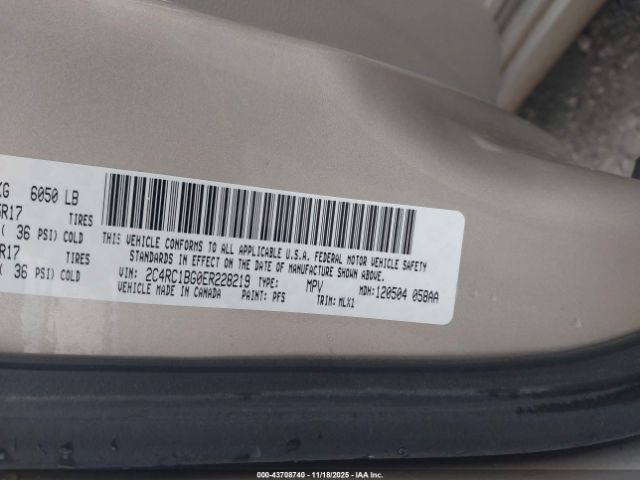 KG 6050 LB
R17 TIRES
( 36 PSI) COLD
R17 TIRES
( 36 PSI) COLD
THIS VEHICLE CONFORMS TO ALL APPLICABLE U.S.A. FEDERAL MOTOR VEHICLE SAFETY
STANDARDS IN EFFECT ON THE DATE OF MANUFACTURE SHOWN ABOVE.
VIN: 2C4RC1BG0ER228219 TYPE: MPV MDH: 120504 058AA
VEHICLE MADE IN CANADA PAINT: PFS TRIM: MLX1
000-43708740 | 11/18/2025 | IAA Inc.